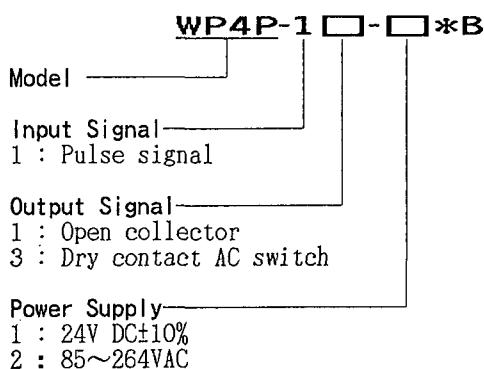 WP4P-1□-□*B
Model
Input Signal
1 : Pulse signal
Output Signal
1 : Open collector
3 : Dry contact AC switch
Power Supply
1 : 24V DC±10%
2 : 85~264VAC